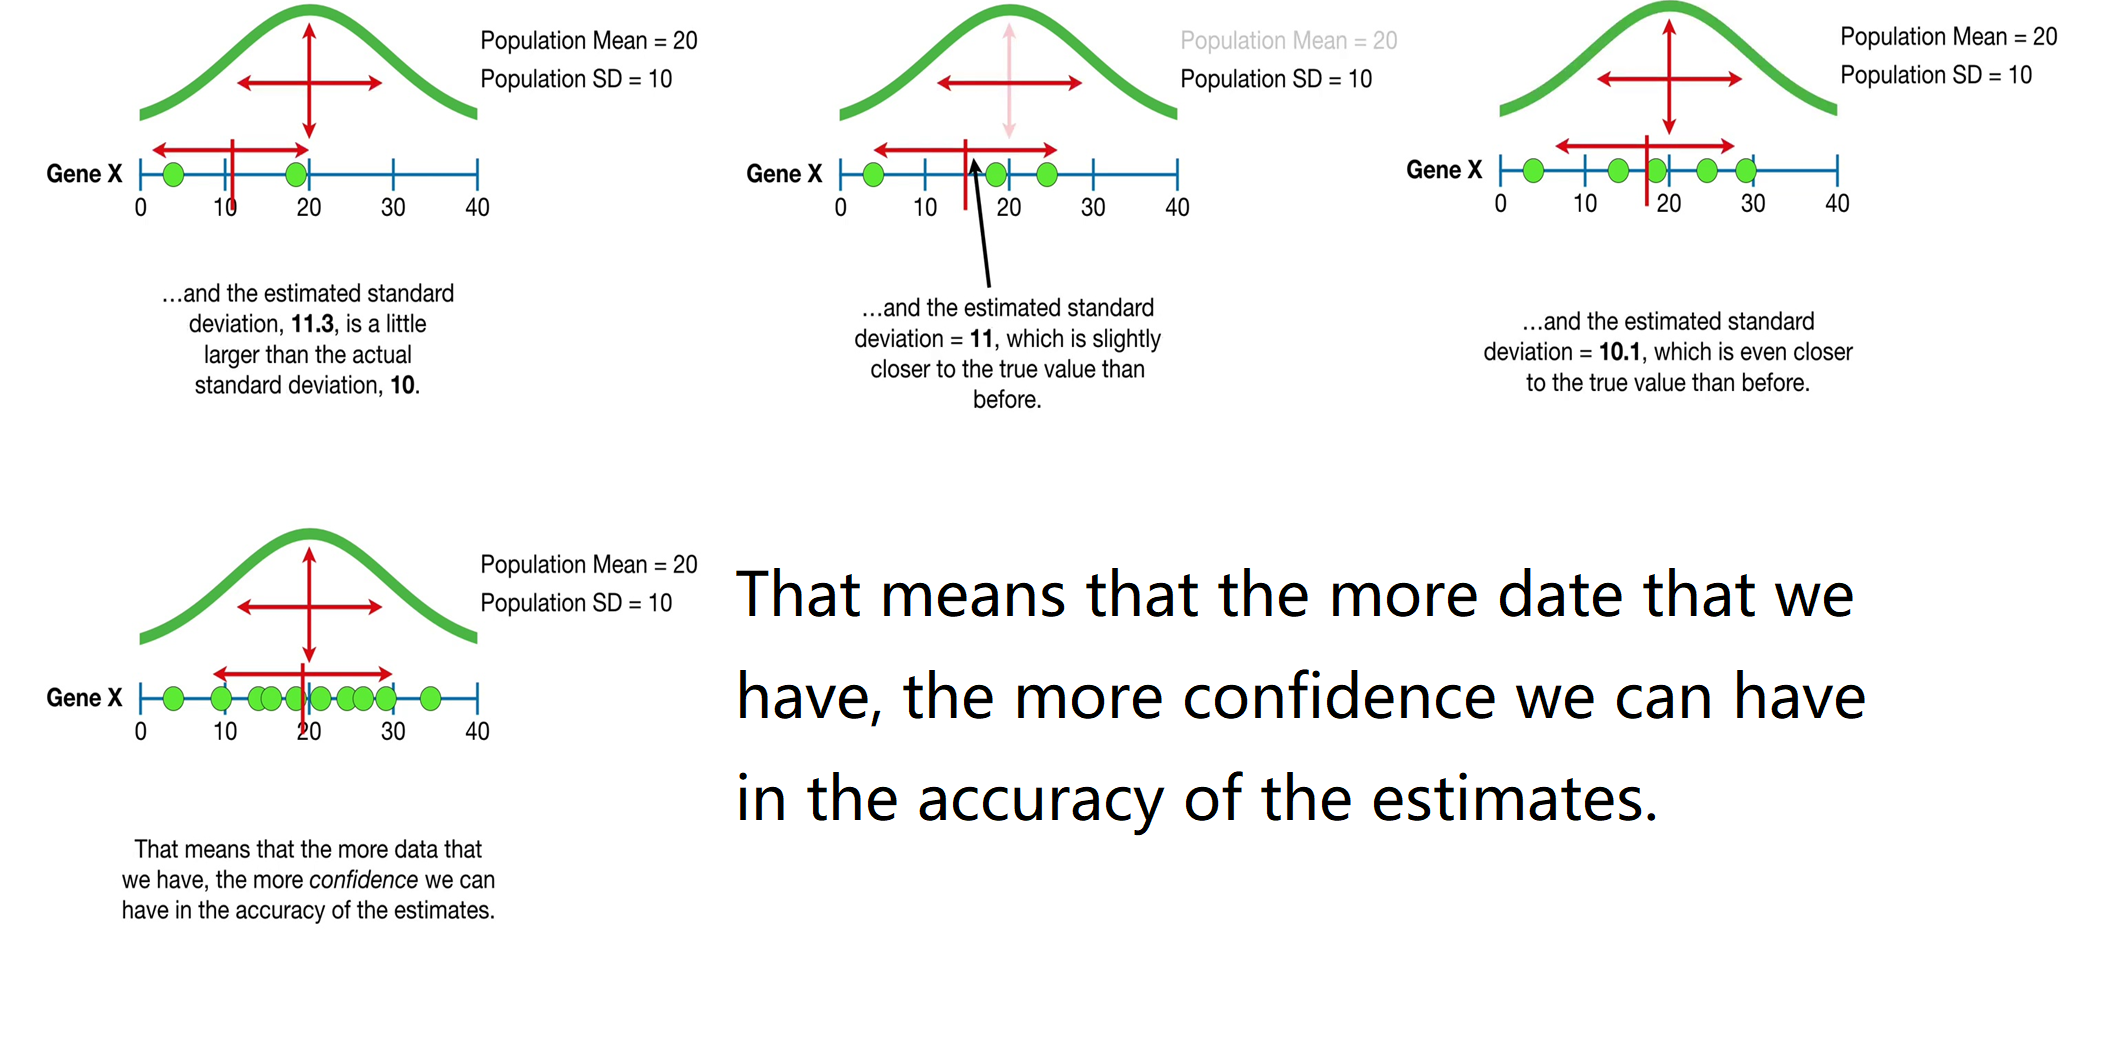 Population Mean = 20
Population SD = 10
Gene X
0 10 20 30 40
...and the estimated standard
deviation, 11.3, is a little
larger than the actual
standard deviation, 10.
Population Mean = 20
Population SD = 10
Gene X
0 10 20 30 40
...and the estimated standard
deviation = 11, which is slightly
closer to the true value than
before.
Population Mean = 20
Population SD = 10
Gene X
0 10 20 30 40
...and the estimated standard
deviation = 10.1, which is even closer
to the true value than before.
Population Mean = 20
Population SD = 10
Gene X
0 10 20 30 40
That means that the more data that
we have, the more confidence we can
have in the accuracy of the estimates.
That means that the more date that we
have, the more confidence we can have
in the accuracy of the estimates.